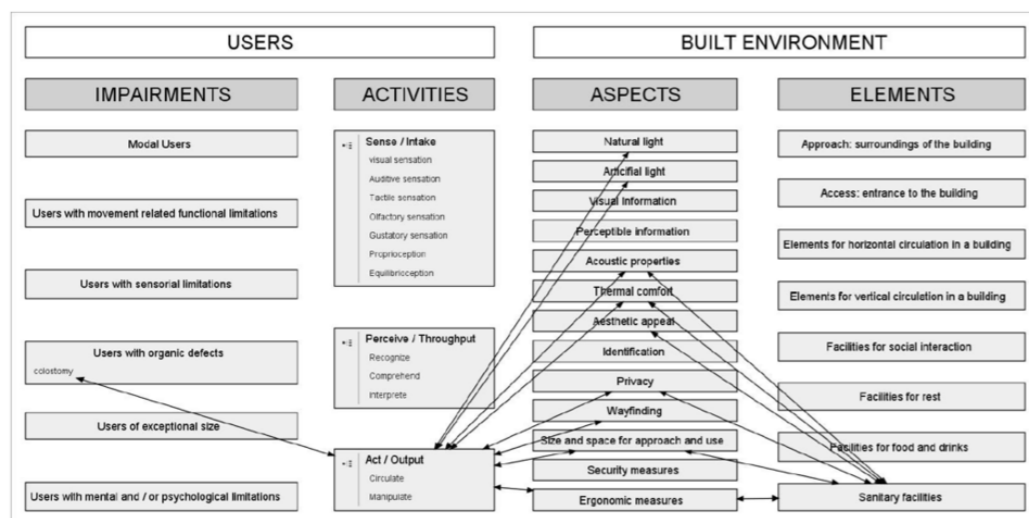 USERS
BUILT ENVIRONMENT
IMPAIRMENTS
ACTIVITIES
ASPECTS
ELEMENTS
Modal Users
Users with movement related functional limitations
Users with sensorial limitations
Users with organic defects
colostomy
Users of exceptional size
Users with mental and / or psychological limitations
Sense / Intake
visual sensation
Auditive sensation
Tactile sensation
Olfactory sensation
Gustatory sensation
Proprioception
Equilibrioception
Perceive / Throughput
Recognize
Comprehend
Interprete
Act / Output
Circulate
Manipulate
Natural light
Artficifial light
Visual Information
Perceptible information
Acoustic properties
Thermal comfort
Aesthetic appeal
Identification
Privacy
Wayfinding
Size and space for approach and use
Security measures
Ergonomic measures
Approach: surroundings of the building
Access: entrance to the building
Elements for horizontal circulation in a building
Elements for vertical circulation in a building
Facilities for social interaction
Facilities for rest
Facilities for food and drinks
Sanitary facilities